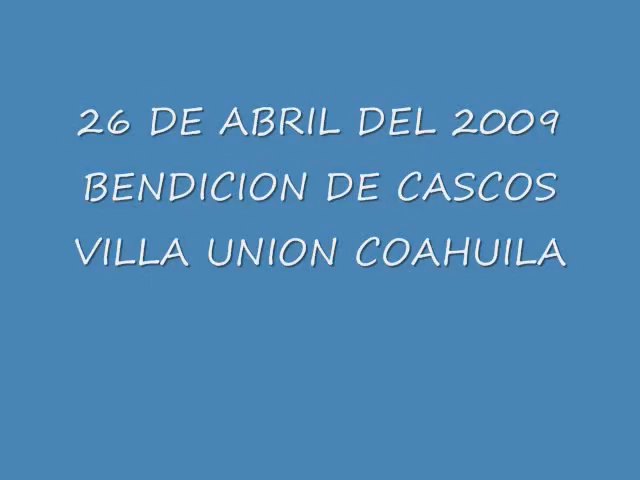 26 DE ABRIL DEL 2009
BENDICION DE CASCOS
VILLA UNION COAHUILA